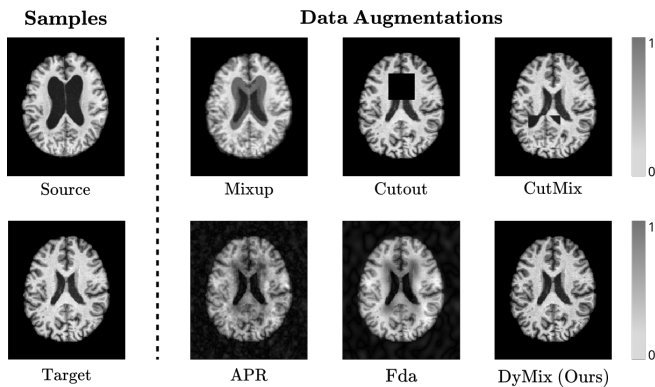 Samples
Data Augmentations
1
0
Source
Mixup
Cutout
CutMix
1
0
Target
APR
Fda
DyMix (Ours)